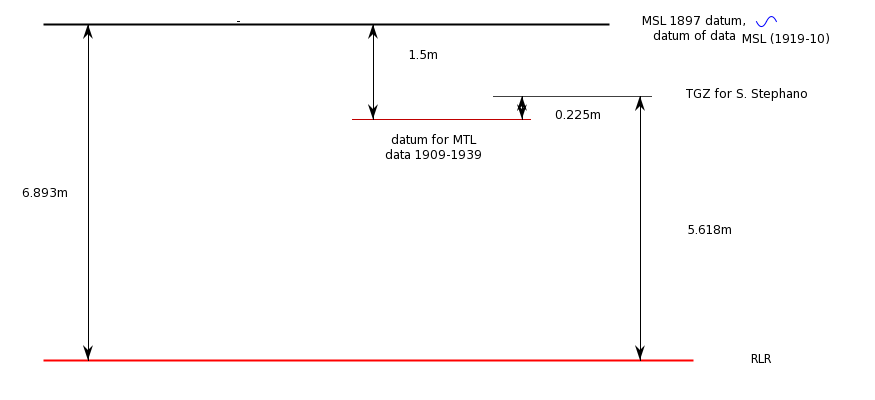 MSL 1897 datum,
datum of data
MSL (1919-10)
1.5m
TGZ for S. Stephano
0.225m
datum for MTL
data 1909-1939
6.893m
5.618m
RLR